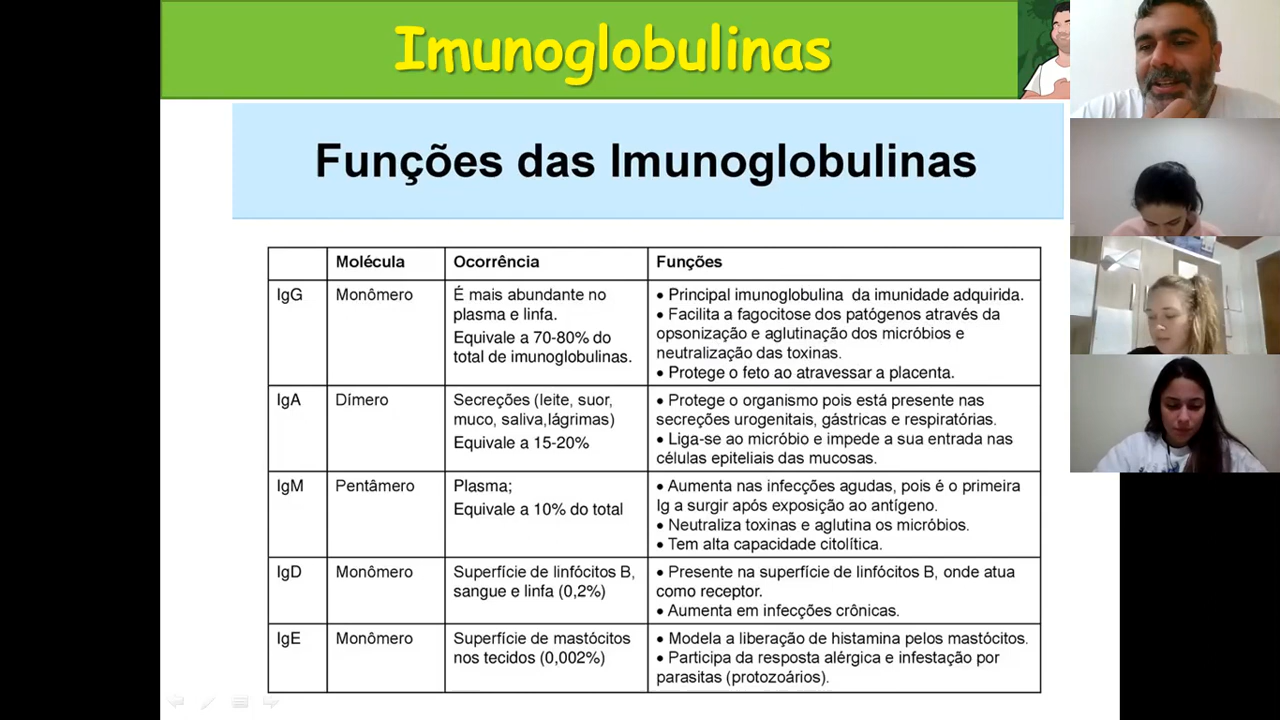 Imunoglobulinas
Funções das Imunoglobulinas
Molécula
Ocorrência
Funções
IgG
Monômero
É mais abundante no
plasma e linfa.
Equivale a 70-80% do
total de imunoglobulinas.
• Principal imunoglobulina da imunidade adquirida.
• Facilita a fagocitose dos patógenos através da
opsonização e aglutinação dos micróbios e
neutralização das toxinas.
• Protege o feto ao atravessar a placenta.
IgA
Dímero
Secreções (leite, suor,
muco, saliva,lágrimas)
Equivale a 15-20%
• Protege o organismo pois está presente nas
secreções urogenitais, gástricas e respiratórias.
• Liga-se ao micróbio e impede a sua entrada nas
células epiteliais das mucosas.
IgM
Pentâmero
Plasma;
Equivale a 10% do total
• Aumenta nas infecções agudas, pois é o primeira
Ig a surgir após exposição ao antígeno.
• Neutraliza toxinas e aglutina os micróbios.
• Tem alta capacidade citolítica.
IgD
Monômero
Superfície de linfócitos B,
sangue e linfa (0,2%)
• Presente na superfície de linfócitos B, onde atua
como receptor.
• Aumenta em infecções crônicas.
IgE
Monômero
Superfície de mastócitos
nos tecidos (0,002%)
• Modela a liberação de histamina pelos mastócitos.
• Participa da resposta alérgica e infestação por
parasitas (protozoários).